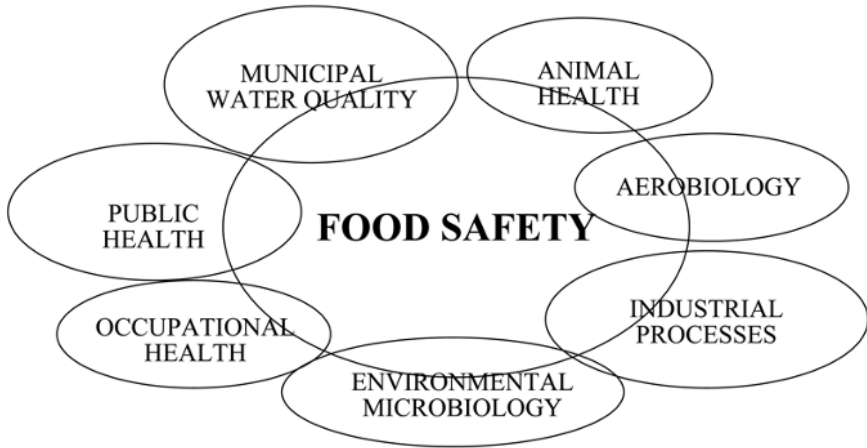 MUNICIPAL
WATER QUALITY
ANIMAL
HEALTH
AEROBIOLOGY
PUBLIC
HEALTH
FOOD SAFETY
INDUSTRIAL
PROCESSES
OCCUPATIONAL
HEALTH
ENVIRONMENTAL
MICROBIOLOGY